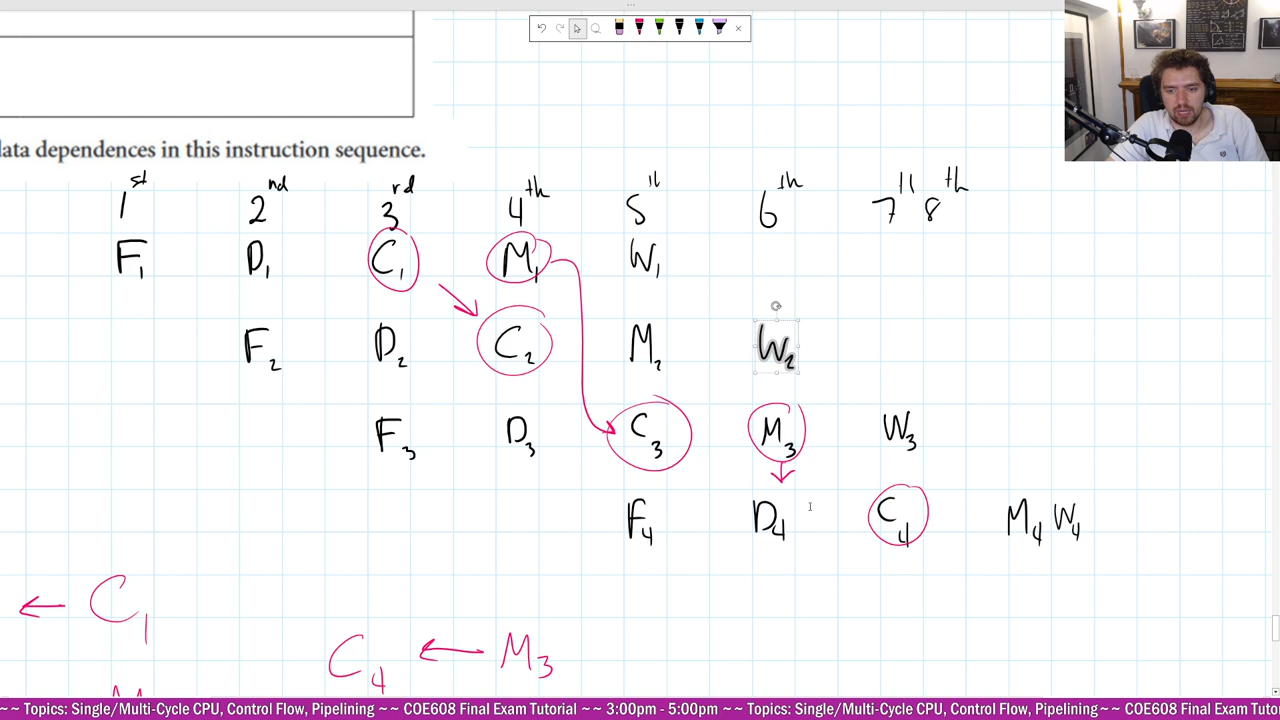 data dependences in this instruction sequence.
1st 2nd 3rd 4th 5th 6th 7th 8th
F1 D1 C1 M1 W1
F2 D2 C2 M2 W2
F3 D3 C3 M3 W3
F4 D4 C4 M4 W4
← C1
C4 ← M3
~ ~ Topics: Single/Multi-Cycle CPU, Control Flow, Pipelining ~ ~ COE608 Final Exam Tutorial ~ ~ 3:00pm - 5:00pm ~ ~ Topics: Single/Multi-Cycle CPU, Control Flow, Pipelining ~ ~ COE608 Final Exam